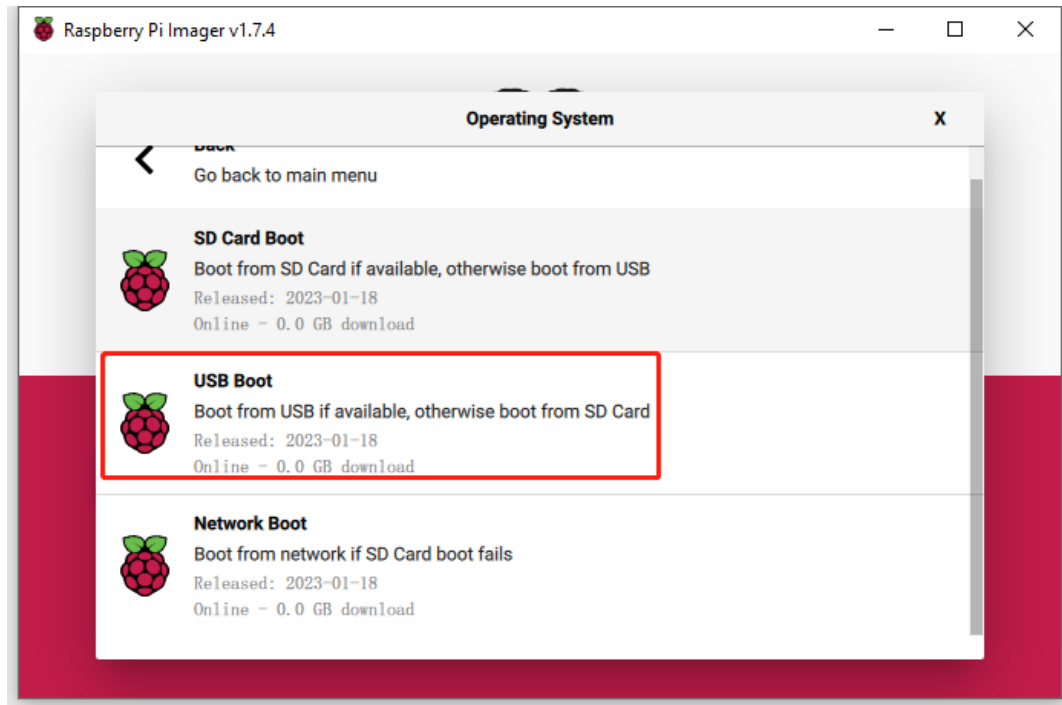 Raspberry Pi Imager v1.7.4
Operating System
X
Back
Go back to main menu
SD Card Boot
Boot from SD Card if available, otherwise boot from USB
Released: 2023-01-18
Online - 0.0 GB download
USB Boot
Boot from USB if available, otherwise boot from SD Card
Released: 2023-01-18
Online - 0.0 GB download
Network Boot
Boot from network if SD Card boot fails
Released: 2023-01-18
Online - 0.0 GB download